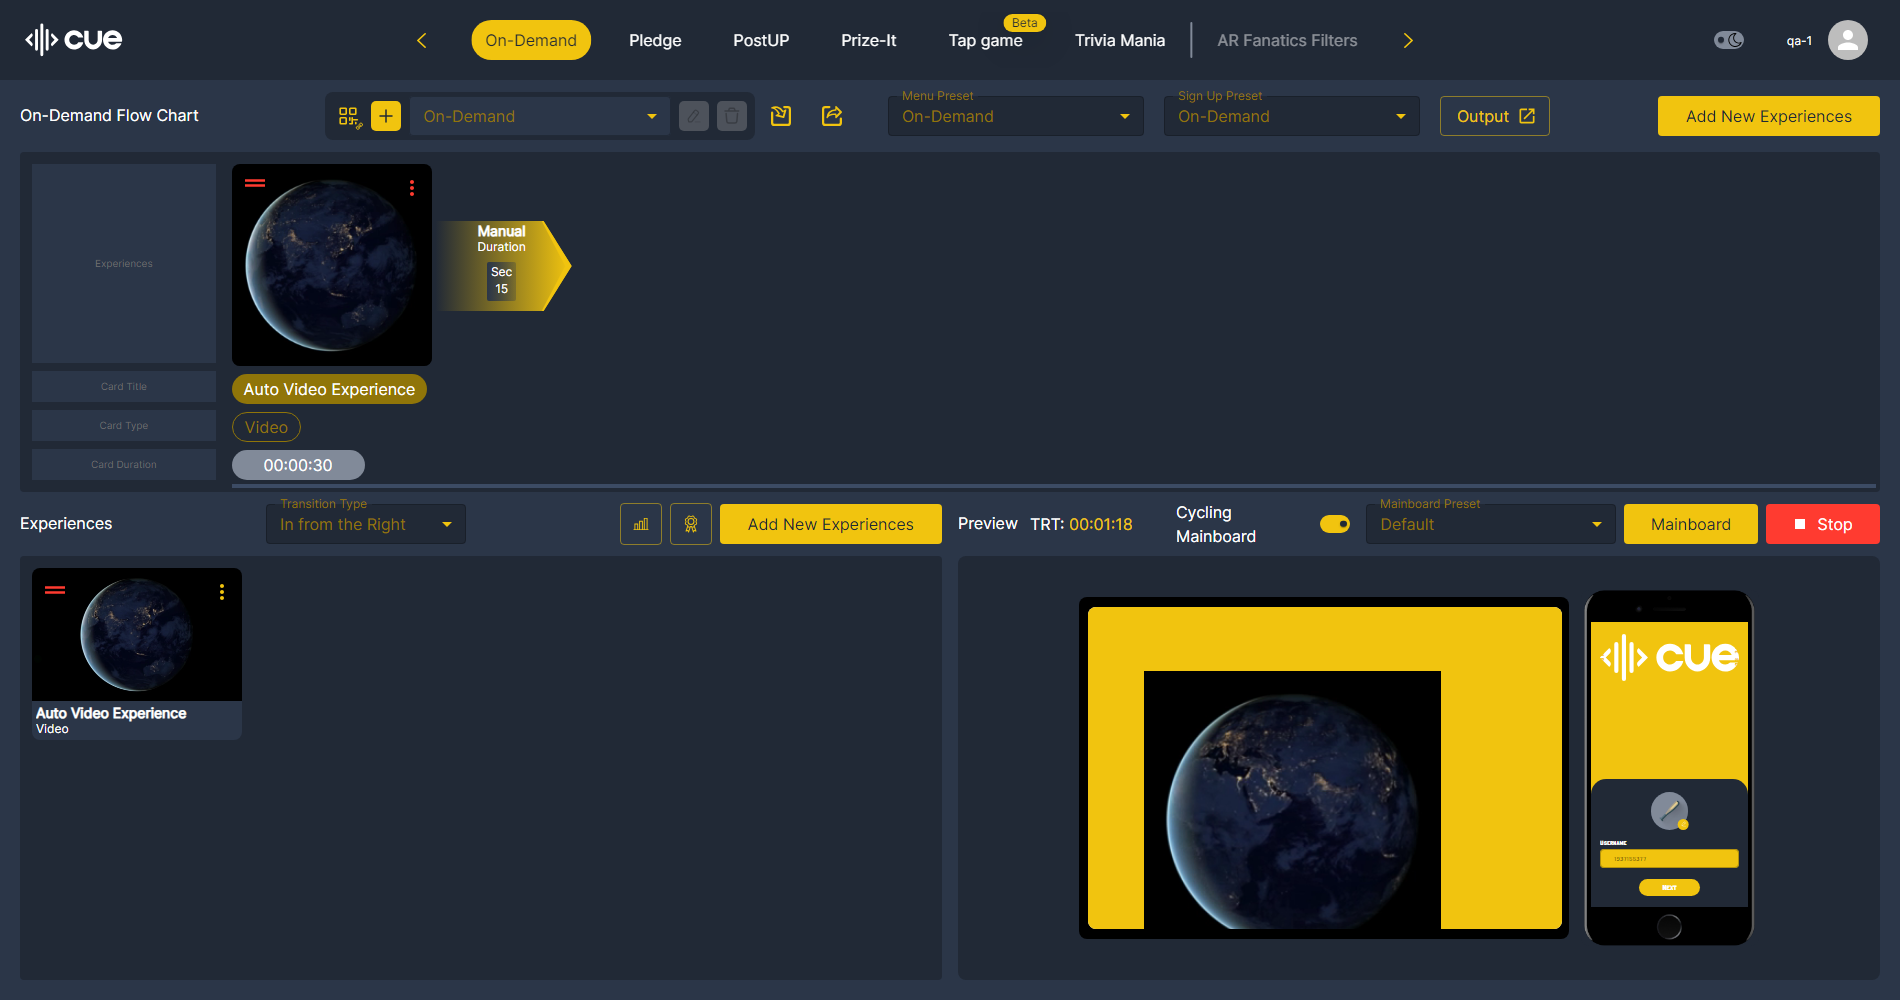 cue
On-Demand
Pledge
PostUP
Prize-It
Tap game
Beta
Trivia Mania
AR Fanatics Filters
qa-1
On-Demand Flow Chart
On-Demand
Menu Preset
On-Demand
Sign Up Preset
On-Demand
Output
Add New Experiences
Experiences
Card Title
Card Type
Card Duration
Manual
Duration
Sec
15
Auto Video Experience
Video
00:00:30
Experiences
Transition Type
In from the Right
Add New Experiences
Preview
TRT: 00:01:18
Cycling
Mainboard
Mainboard Preset
Default
Mainboard
Stop
Auto Video Experience
Video
cue
Username
NEXT